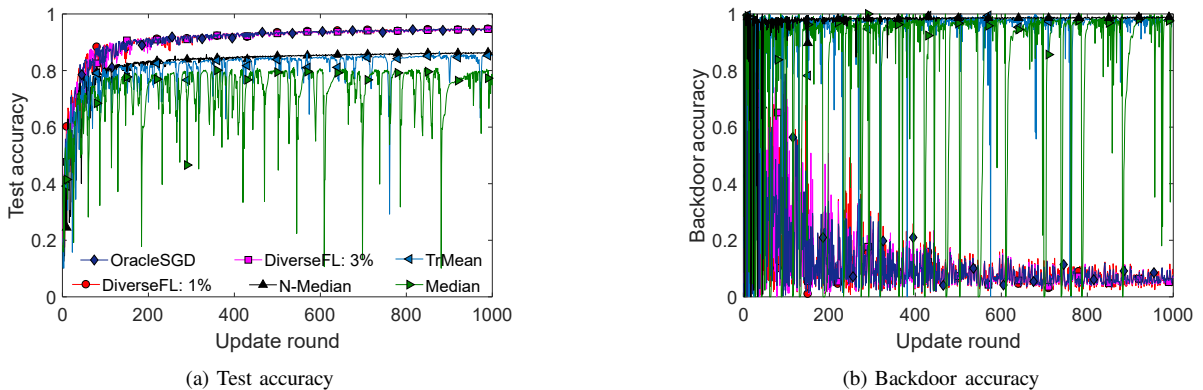 1
0.8
0.6
0.4
0.2
0
Test accuracy
OracleSGD
DiverseFL: 3%
TrMean
DiverseFL: 1%
N-Median
Median
0 200 400 600 800 1000
Update round
(a) Test accuracy
1
0.8
0.6
0.4
0.2
0
Backdoor accuracy
0 200 400 600 800 1000
Update round
(b) Backdoor accuracy